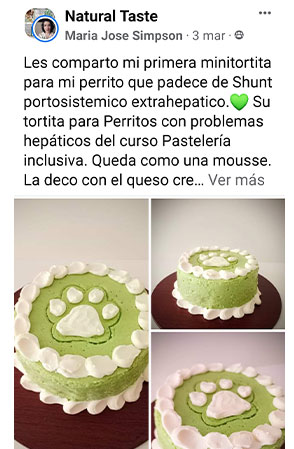 Natural Taste
Maria Jose Simpson · 3 mar ·
Les comparto mi primera minitortita
para mi perrito que padece de Shunt
portosistemico extrahepatico.💚 Su
tortita para Perritos con problemas
hepáticos del curso Pastelería
inclusiva. Queda como una mousse.
La deco con el queso cre... Ver más